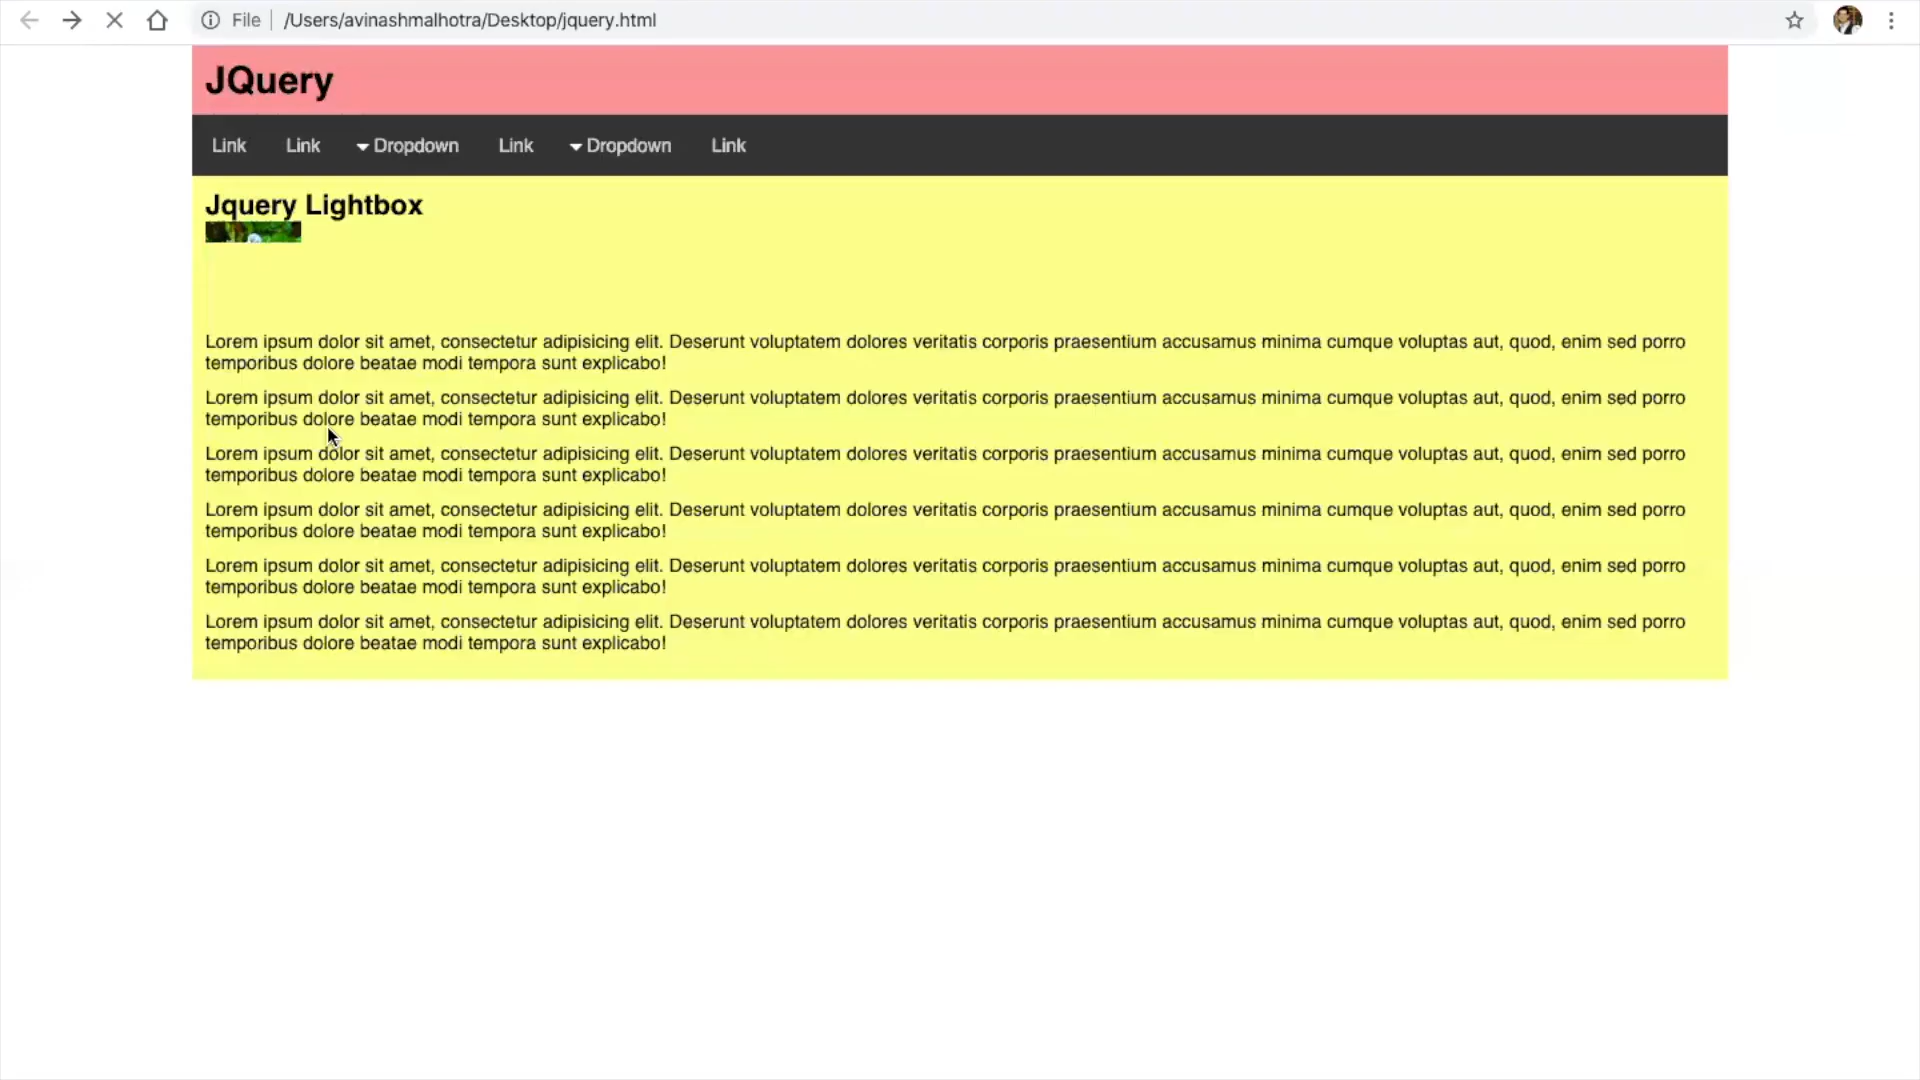 File
/Users/avinashmalhotra/Desktop/jquery.html
JQuery
Link Link Dropdown Link Dropdown Link
Jquery Lightbox
Lorem ipsum dolor sit amet, consectetur adipisicing elit. Deserunt voluptatem dolores veritatis corporis praesentium accusamus minima cumque voluptas aut, quod, enim sed porro
temporibus dolore beatae modi tempora sunt explicabo!
Lorem ipsum dolor sit amet, consectetur adipisicing elit. Deserunt voluptatem dolores veritatis corporis praesentium accusamus minima cumque voluptas aut, quod, enim sed porro
temporibus dolore beatae modi tempora sunt explicabo!
Lorem ipsum dolor sit amet, consectetur adipisicing elit. Deserunt voluptatem dolores veritatis corporis praesentium accusamus minima cumque voluptas aut, quod, enim sed porro
temporibus dolore beatae modi tempora sunt explicabo!
Lorem ipsum dolor sit amet, consectetur adipisicing elit. Deserunt voluptatem dolores veritatis corporis praesentium accusamus minima cumque voluptas aut, quod, enim sed porro
temporibus dolore beatae modi tempora sunt explicabo!
Lorem ipsum dolor sit amet, consectetur adipisicing elit. Deserunt voluptatem dolores veritatis corporis praesentium accusamus minima cumque voluptas aut, quod, enim sed porro
temporibus dolore beatae modi tempora sunt explicabo!
Lorem ipsum dolor sit amet, consectetur adipisicing elit. Deserunt voluptatem dolores veritatis corporis praesentium accusamus minima cumque voluptas aut, quod, enim sed porro
temporibus dolore beatae modi tempora sunt explicabo!